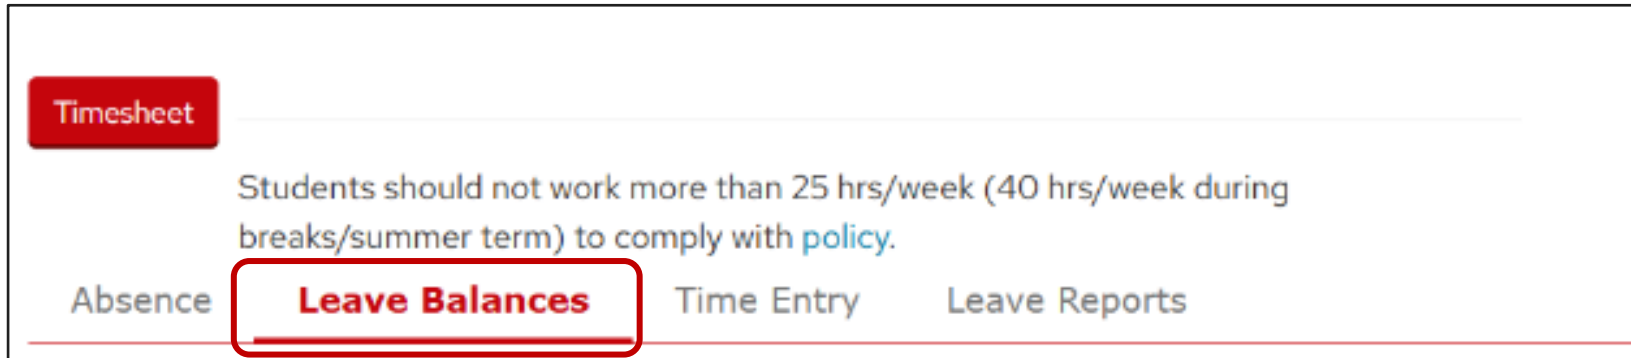 Timesheet
Students should not work more than 25 hrs/week (40 hrs/week during
breaks/summer term) to comply with policy.
Absence Leave Balances Time Entry Leave Reports